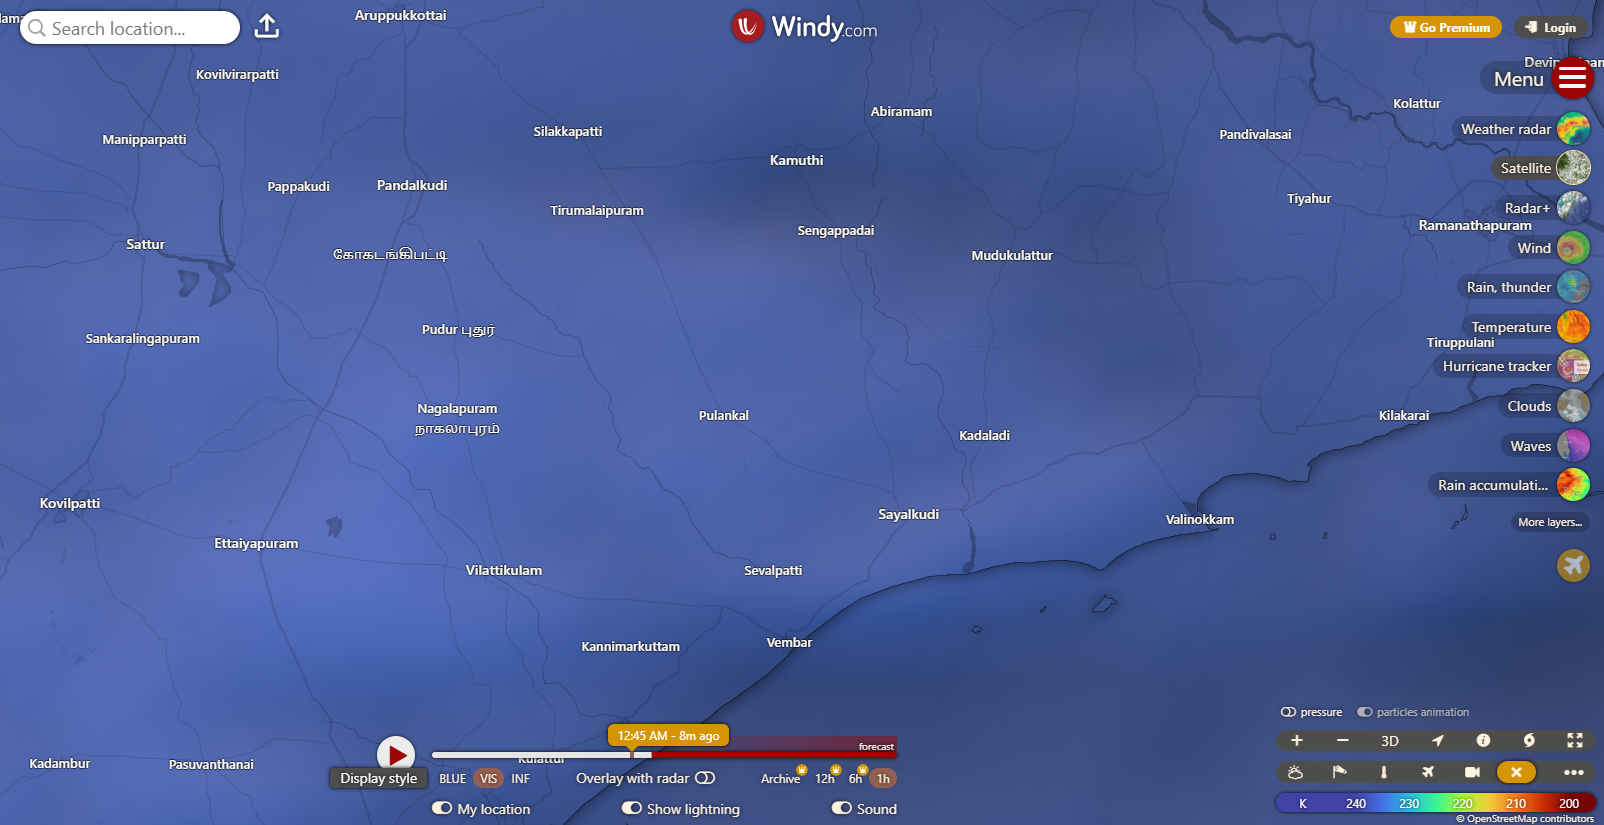 Aruppukkottai
Search location...
Windy.com
Go Premium
Login
Menu
Kovilvirarpatti
Kolattur
Abiramam
Silakkapatti
Pandivalasai
Weather radar
Manipparpatti
Kamuthi
Satellite
Pappakudi
Pandalkudi
Tiyahur
Radar+
Tirumalaipuram
Sengappadai
Ramanathapuram
Sattur
Wind
கோகடங்கிபட்டி
Mudukulattur
Rain, thunder
Pudur புதுர்
Temperature
Sankaralingapuram
Tiruppulani
Hurricane tracker
Nagalapuram
நாகலாபுரம்
Pulankal
Clouds
Kilakarai
Kadaladi
Waves
Rain accumulati...
Kovilpatti
Sayalkudi
Valinokkam
More layers...
Ettaiyapuram
Vilattikulam
Sevalpatti
Kannimarkuttam
Vembar
pressure
particles animation
12:45 AM - 8m ago
forecast
3D
Kadambur
Pasuvanthanai
Kulattur
Display style
BLUE VIS INF
Overlay with radar
Archive 12h 6h 1h
My location
Show lightning
Sound
K 240 230 220 210 200
© OpenStreetMap contributors